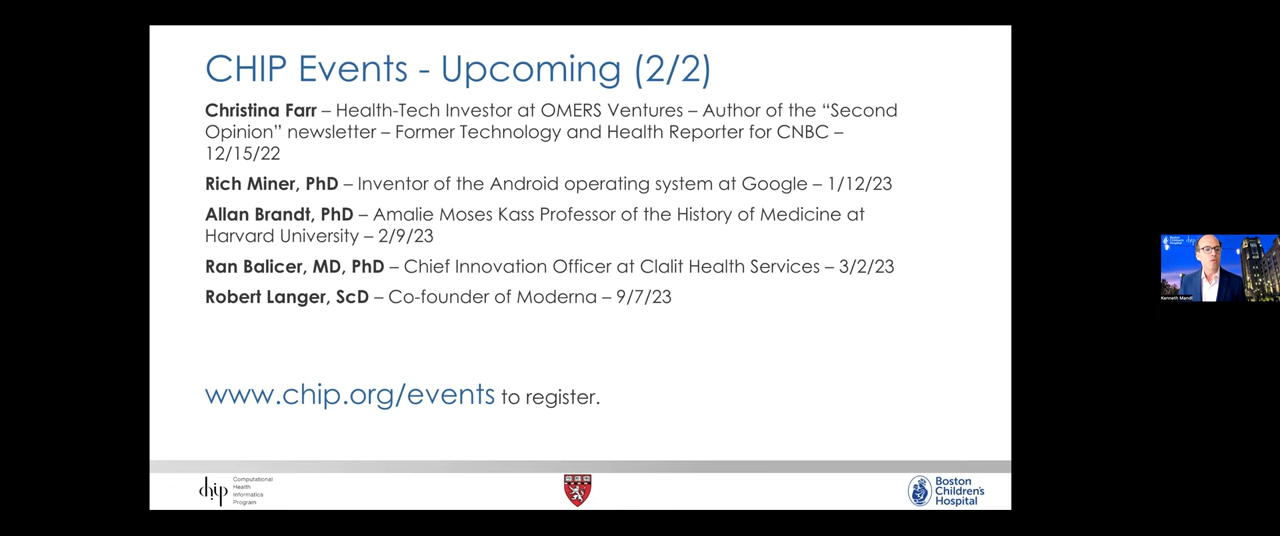 CHIP Events - Upcoming (2/2)
Christina Farr – Health-Tech Investor at OMERS Ventures – Author of the “Second
Opinion” newsletter – Former Technology and Health Reporter for CNBC –
12/15/22
Rich Miner, PhD – Inventor of the Android operating system at Google – 1/12/23
Allan Brandt, PhD – Amalie Moses Kass Professor of the History of Medicine at
Harvard University – 2/9/23
Ran Balicer, MD, PhD – Chief Innovation Officer at Clalit Health Services – 3/2/23
Robert Langer, ScD – Co-founder of Moderna – 9/7/23
www.chip.org/events to register.
chip
Computational
Health
Informatics
Program
Boston
Children's
Hospital
Boston
Children's
Hospital
chip
Kenneth Mandl